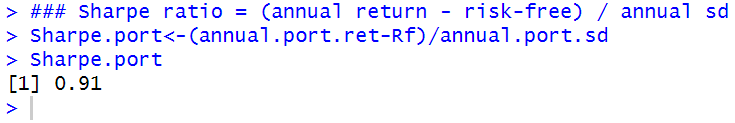 > ### Sharpe ratio = (annual return - risk-free) / annual sd
> Sharpe.port<-(annual.port.ret-Rf)/annual.port.sd
> Sharpe.port
[1] 0.91
>